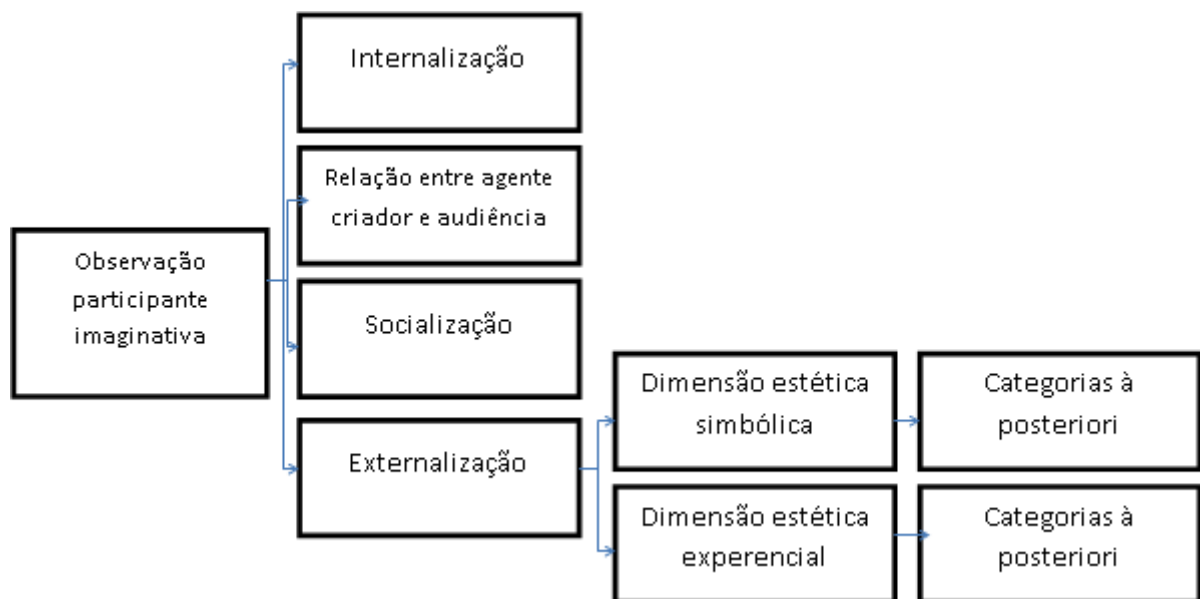 Internalização
Relação entre agente
criador e audiência
Observação
participante
imaginativa
Socialização
Externalização
Dimensão estética
simbólica
Categorias à
posteriori
Dimensão estética
experencial
Categorias à
posteriori